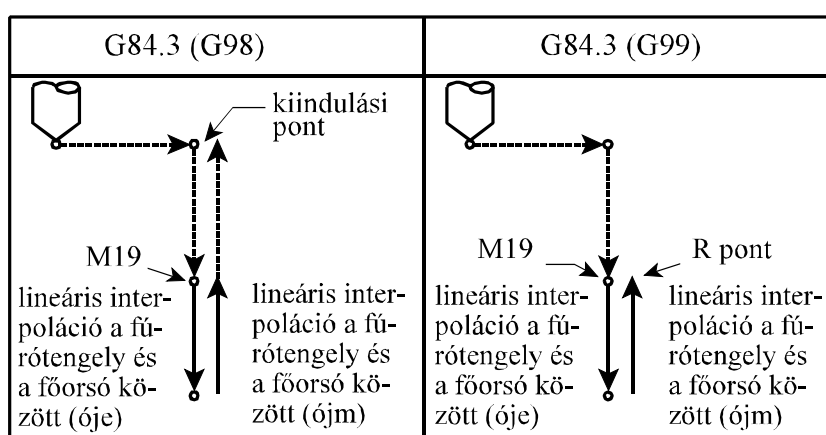 G84.3 (G98)
G84.3 (G99)
kiindulási
pont
M19
lineáris inter-
poláció a fú-
rótengely és
a főorsó kö-
zött (óje)
lineáris inter-
poláció a fú-
rótengely és
a főorsó kö-
zött (ójm)
M19
R pont
lineáris inter-
poláció a fú-
rótengely és
a főorsó kö-
zött (óje)
lineáris inter-
poláció a fú-
rótengely és
a főorsó kö-
zött (ójm)